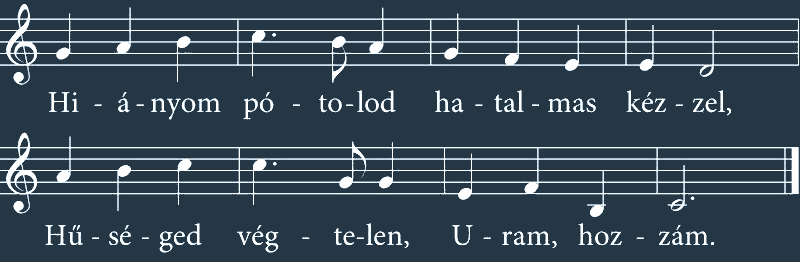 Hi - á - nyom pó - to - lod ha - tal - mas kéz - zel,
Hű - sé - ged vég - te - len, U - ram, hoz - zám.